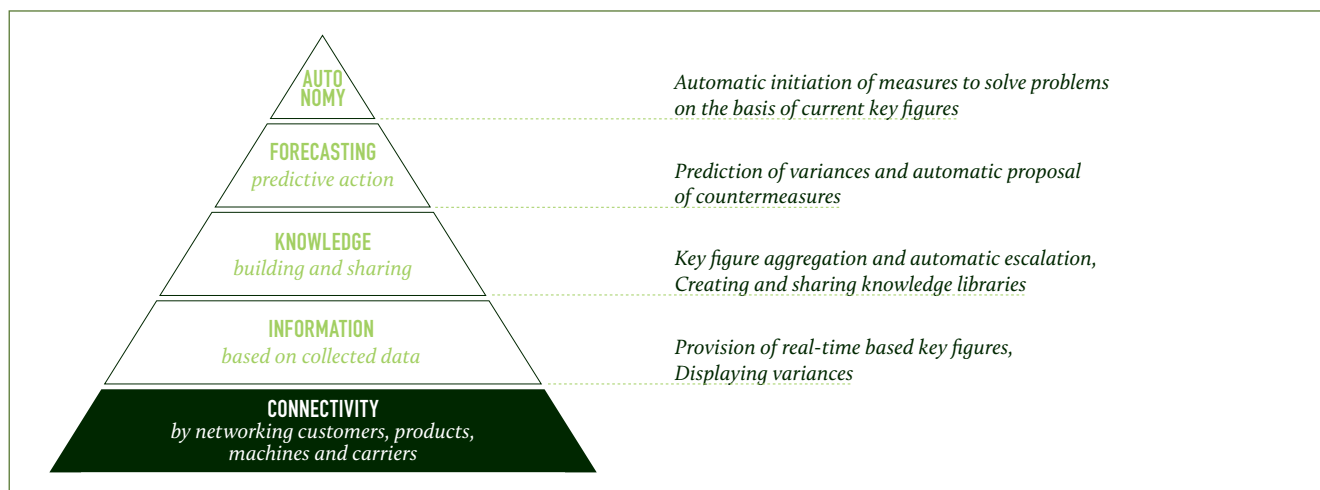 AUTO
NOMY
Automatic initiation of measures to solve problems
on the basis of current key figures
FORECASTING
predictive action
Prediction of variances and automatic proposal
of countermeasures
KNOWLEDGE
building and sharing
Key figure aggregation and automatic escalation,
Creating and sharing knowledge libraries
INFORMATION
based on collected data
Provision of real-time based key figures,
Displaying variances
CONNECTIVITY
by networking customers, products,
machines and carriers